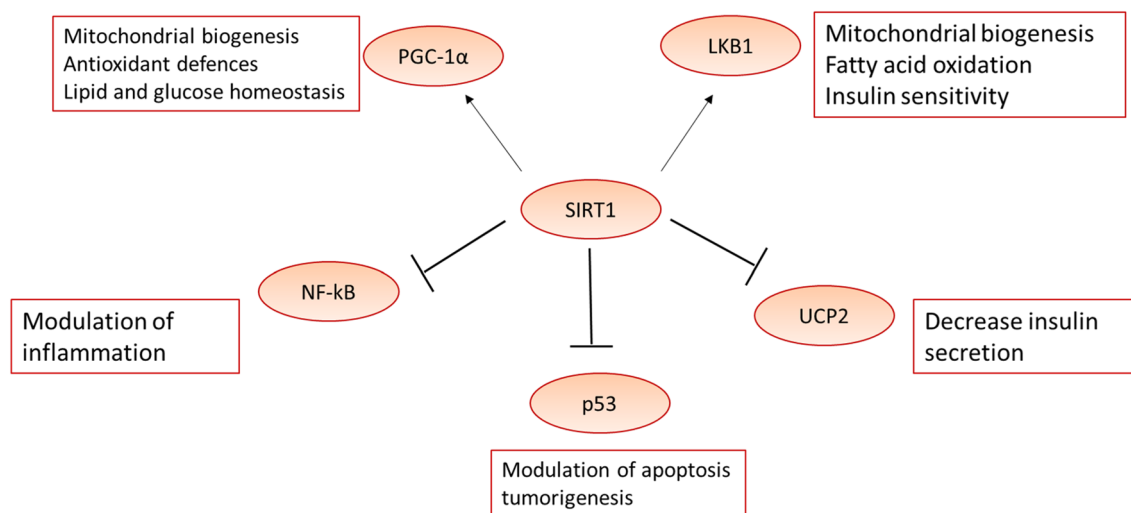 Mitochondrial biogenesis
Antioxidant defences
Lipid and glucose homeostasis
PGC-1α
LKB1
Mitochondrial biogenesis
Fatty acid oxidation
Insulin sensitivity
SIRT1
NF-kB
Modulation of
inflammation
UCP2
Decrease insulin
secretion
p53
Modulation of apoptosis
tumorigenesis